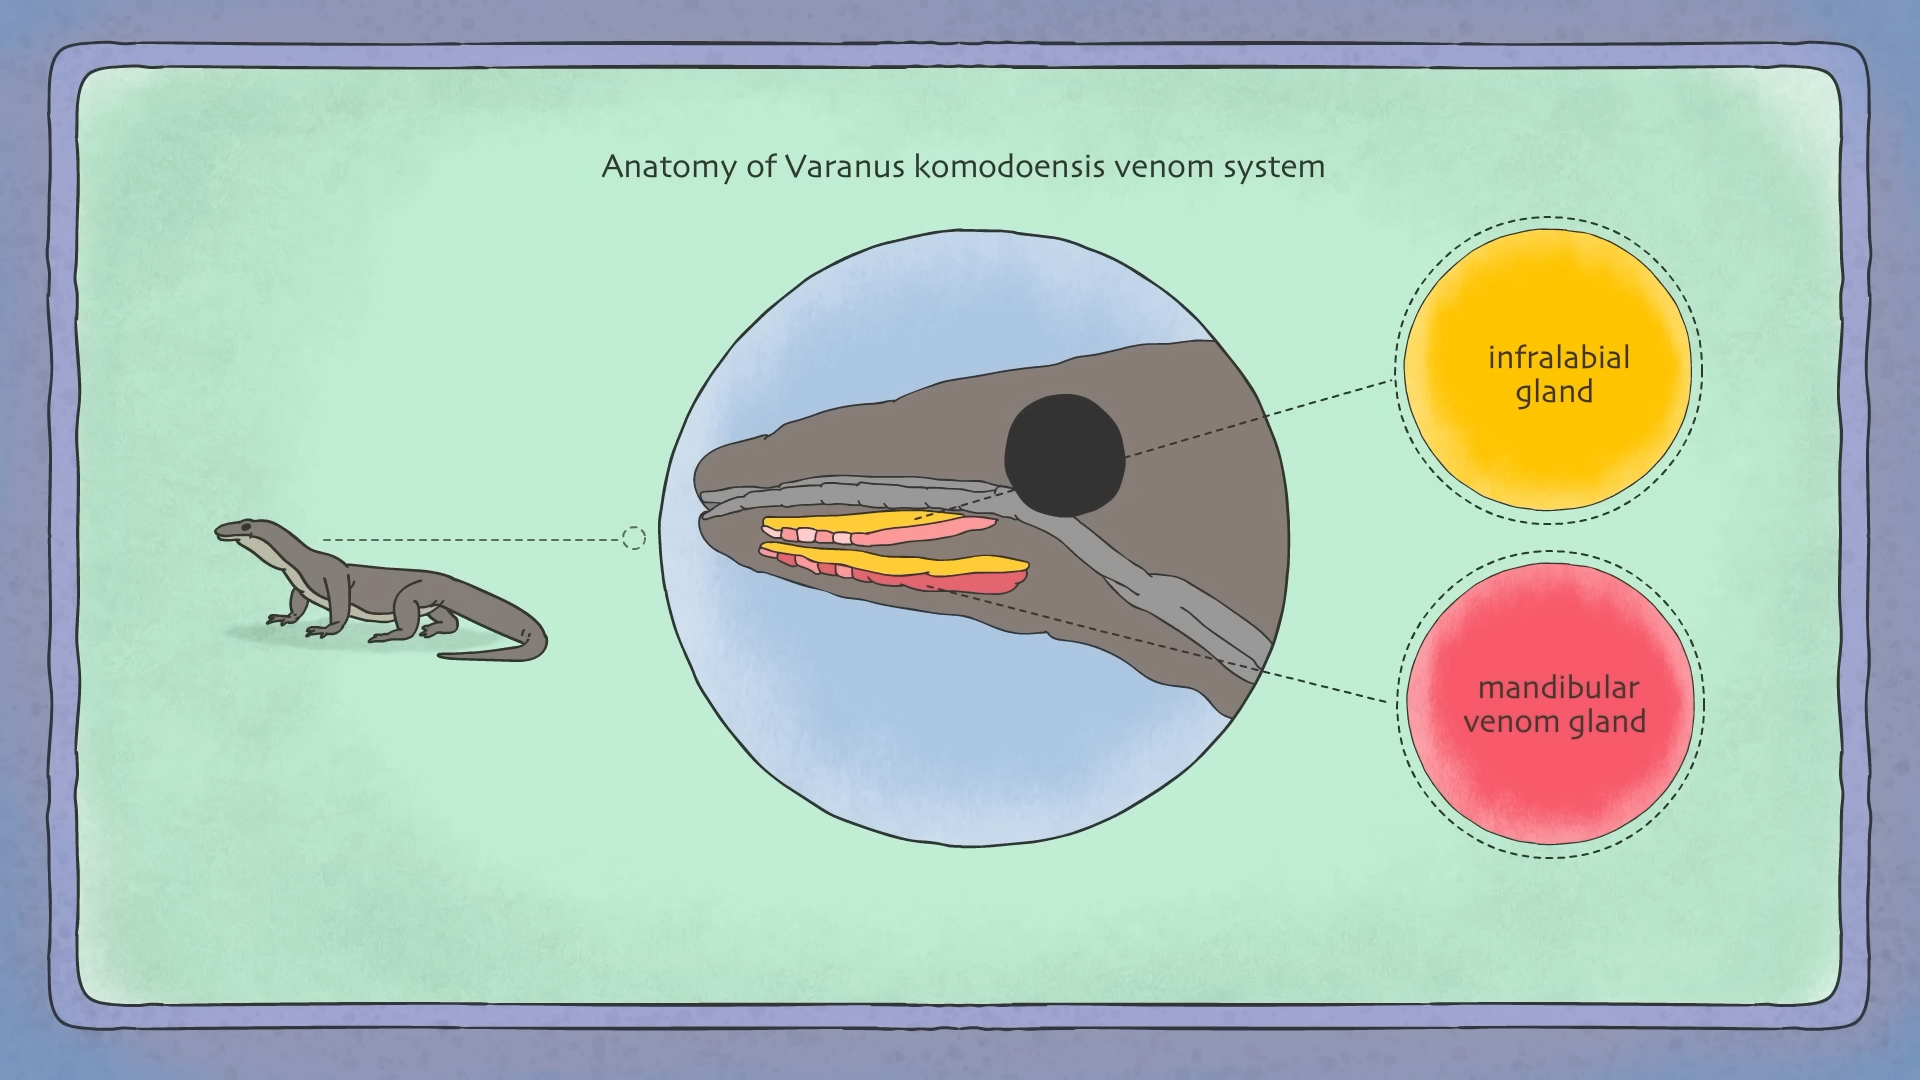 Anatomy of Varanus komodoensis venom system
infralabial
gland
mandibular
venom gland